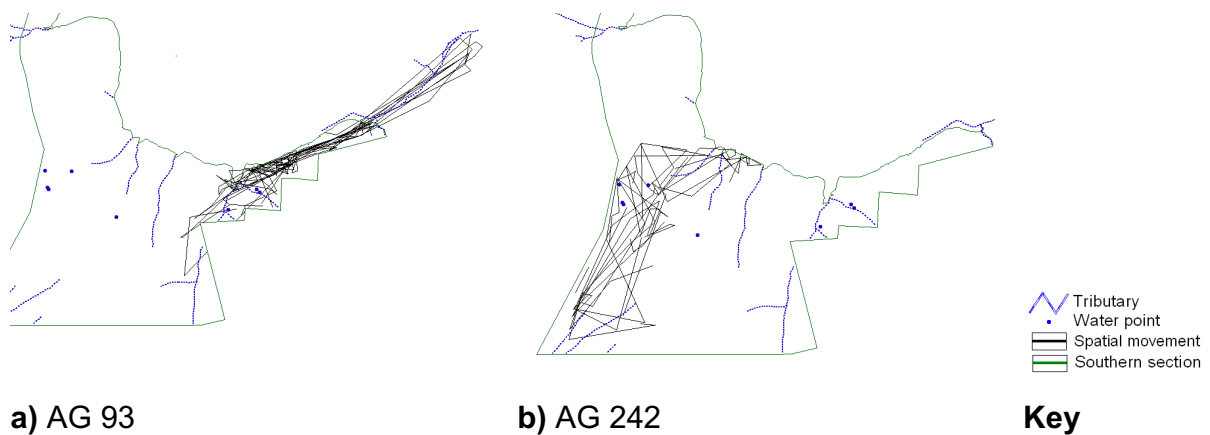 Tributary
Water point
Spatial movement
Southern section
a) AG 93 b) AG 242 Key